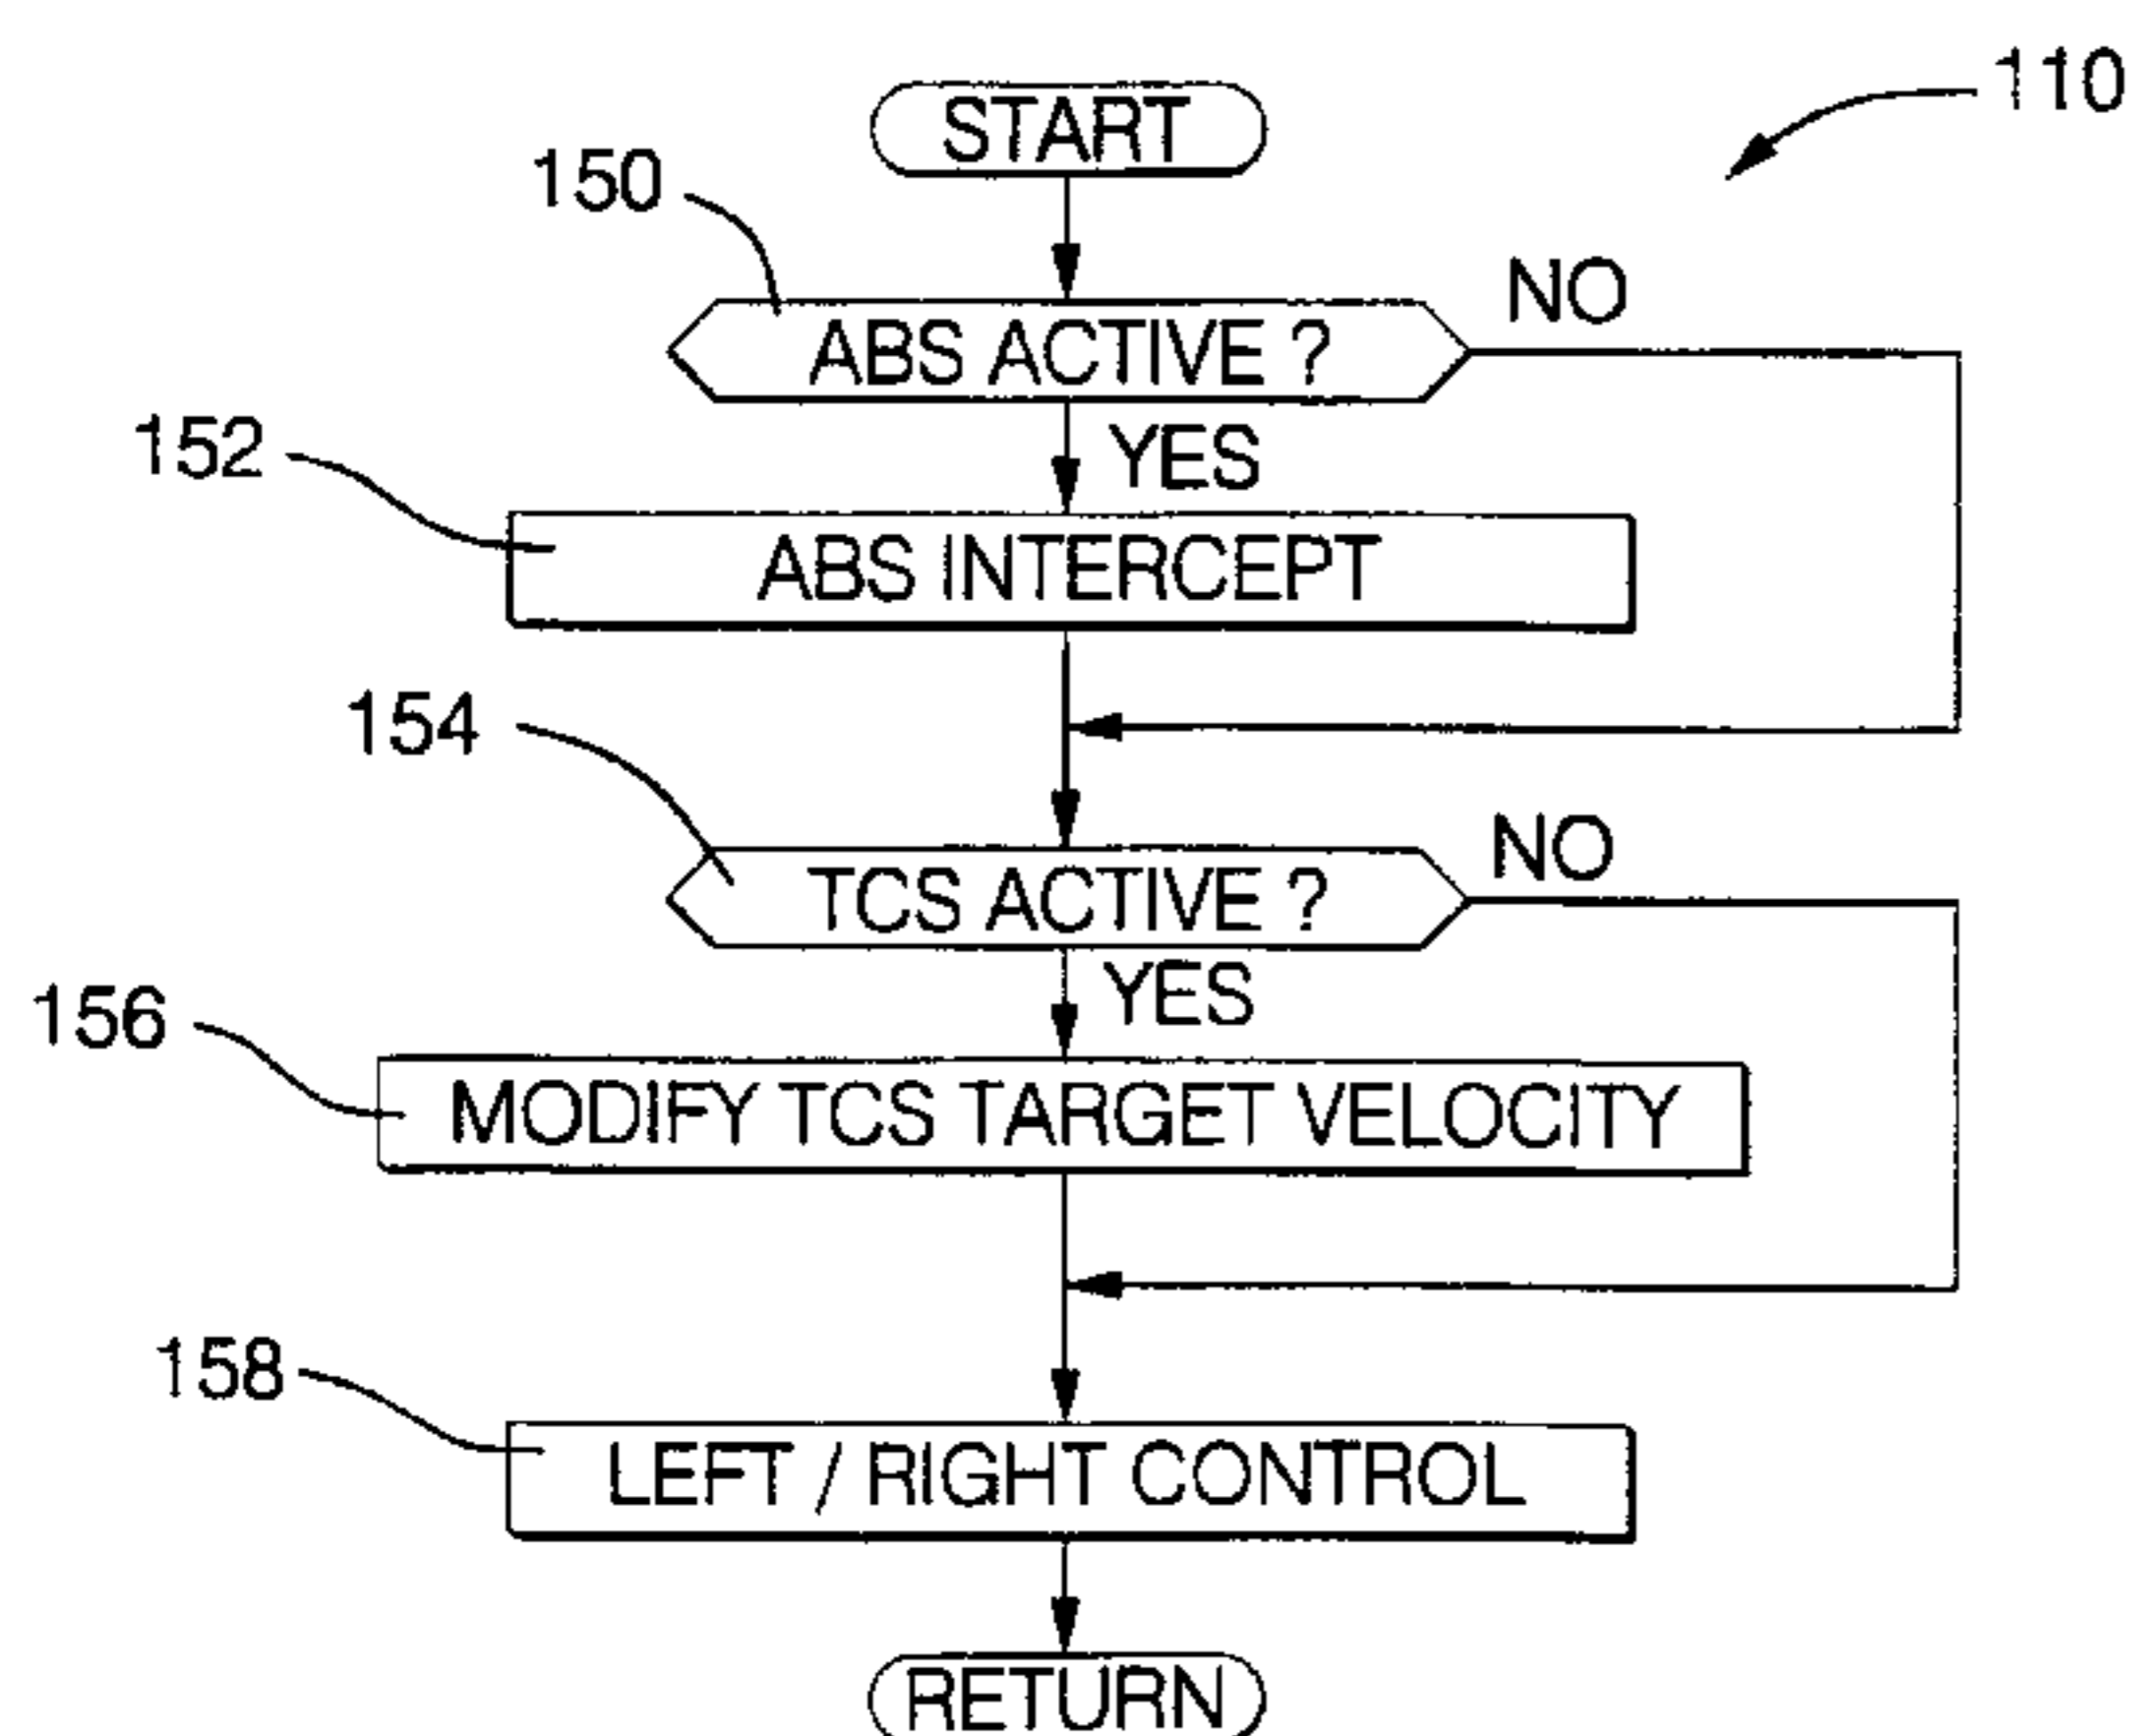 110
START
150
NO
ABS ACTIVE ?
152
YES
ABS INTERCEPT
154
NO
TCS ACTIVE ?
YES
156
MODIFY TCS TARGET VELOCITY
158
LEFT / RIGHT CONTROL
RETURN